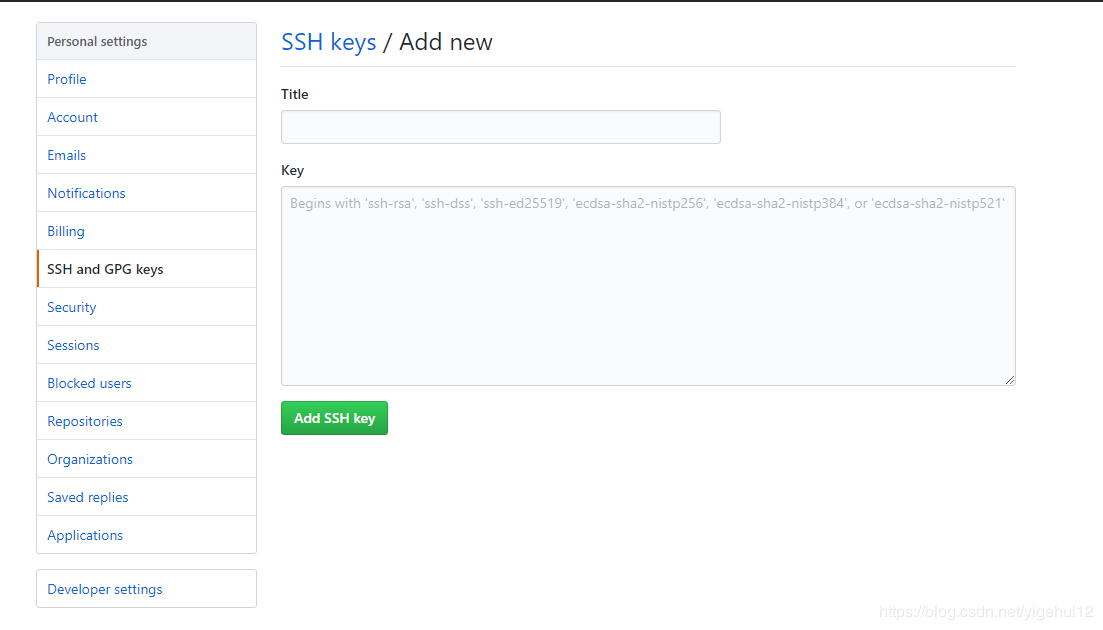 Personal settings
Profile
Account
Emails
Notifications
Billing
SSH and GPG keys
Security
Sessions
Blocked users
Repositories
Organizations
Saved replies
Applications
Developer settings
SSH keys / Add new
Title
Key
Begins with 'ssh-rsa', 'ssh-dss', 'ssh-ed25519', 'ecdsa-sha2-nistp256', 'ecdsa-sha2-nistp384', or 'ecdsa-sha2-nistp521'
Add SSH key
https://blog.csdn.net/yigehui12